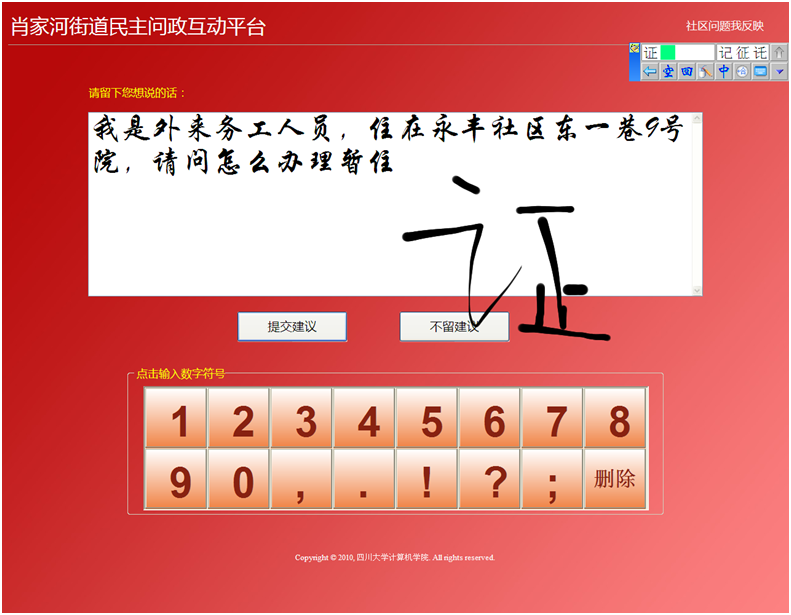 肖家河街道民主问政互动平台
社区问题我反映
证
记 征 讬
空 回 中
请留下您想说的话：
我是外来务工人员，住在永丰社区东一巷9号
院，请问怎么办理暂住
证
提交建议
不留建议
点击输入数字符号
1 2 3 4 5 6 7 8
9 0 , . ! ? ; 删除
Copyright © 2010, 四川大学计算机学院. All rights reserved.